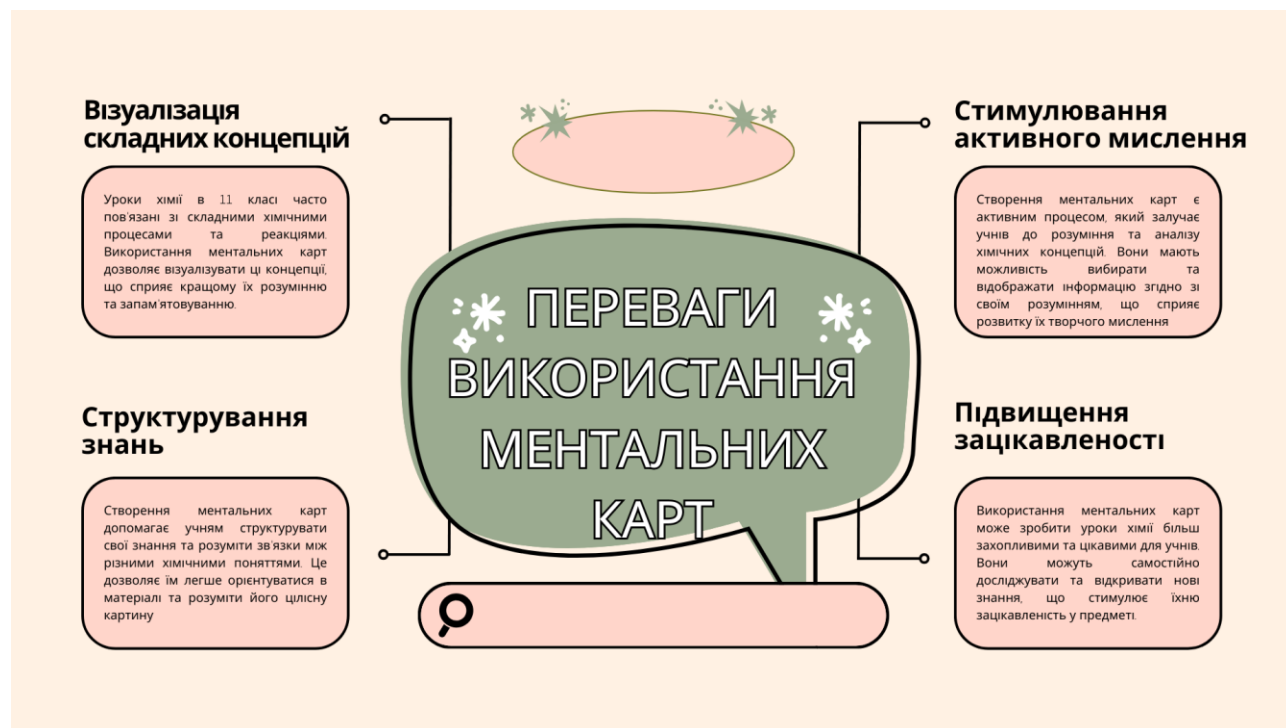 Візуалізація
складних концепцій
Уроки хімії в 11 класі часто
пов'язані зі складними хімічними
процесами та реакціями.
Використання ментальних карт
дозволяє візуалізувати ці концепції,
що сприяє кращому їх розумінню
та запам'ятовуванню.
Структурування
знань
Створення ментальних карт
допомагає учням структурувати
свої знання та розуміти зв'язки між
різними хімічними поняттями. Це
дозволяє їм легше орієнтуватися в
матеріалі та розуміти його цілісну
картину
ПЕРЕВАГИ
ВИКОРИСТАННЯ
МЕНТАЛЬНИХ
КАРТ
Стимулювання
активного мислення
Створення ментальних карт є
активним процесом, який залучає
учнів до розуміння та аналізу
хімічних концепцій. Вони мають
можливість вибирати та
відображати інформацію згідно зі
своїм розумінням, що сприяє
розвитку їх творчого мислення
Підвищення
зацікавленості
Використання ментальних карт
може зробити уроки хімії більш
захопливими та цікавими для учнів.
Вони можуть самостійно
досліджувати та відкривати нові
знання, що стимулює їхню
зацікавленість у предметі.